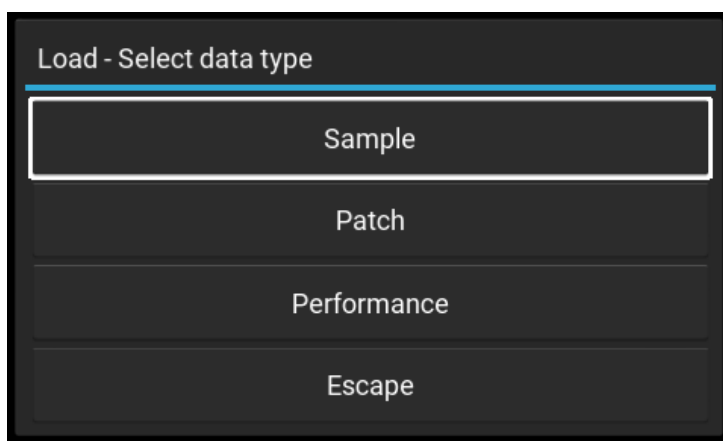 Load - Select data type
Sample
Patch
Performance
Escape